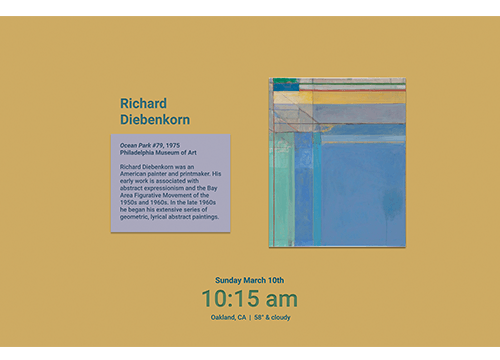 Richard
Diebenkorn
Ocean Park #79, 1975
Philadelphia Museum of Art
Richard Diebenkorn was an
American painter and printmaker. His
early work is associated with
abstract expressionism and the Bay
Area Figurative Movement of the
1950s and 1960s. In the late 1960s
he began his extensive series of
geometric, lyrical abstract paintings.
Sunday March 10th
10:15 am
Oakland, CA | 58° & cloudy